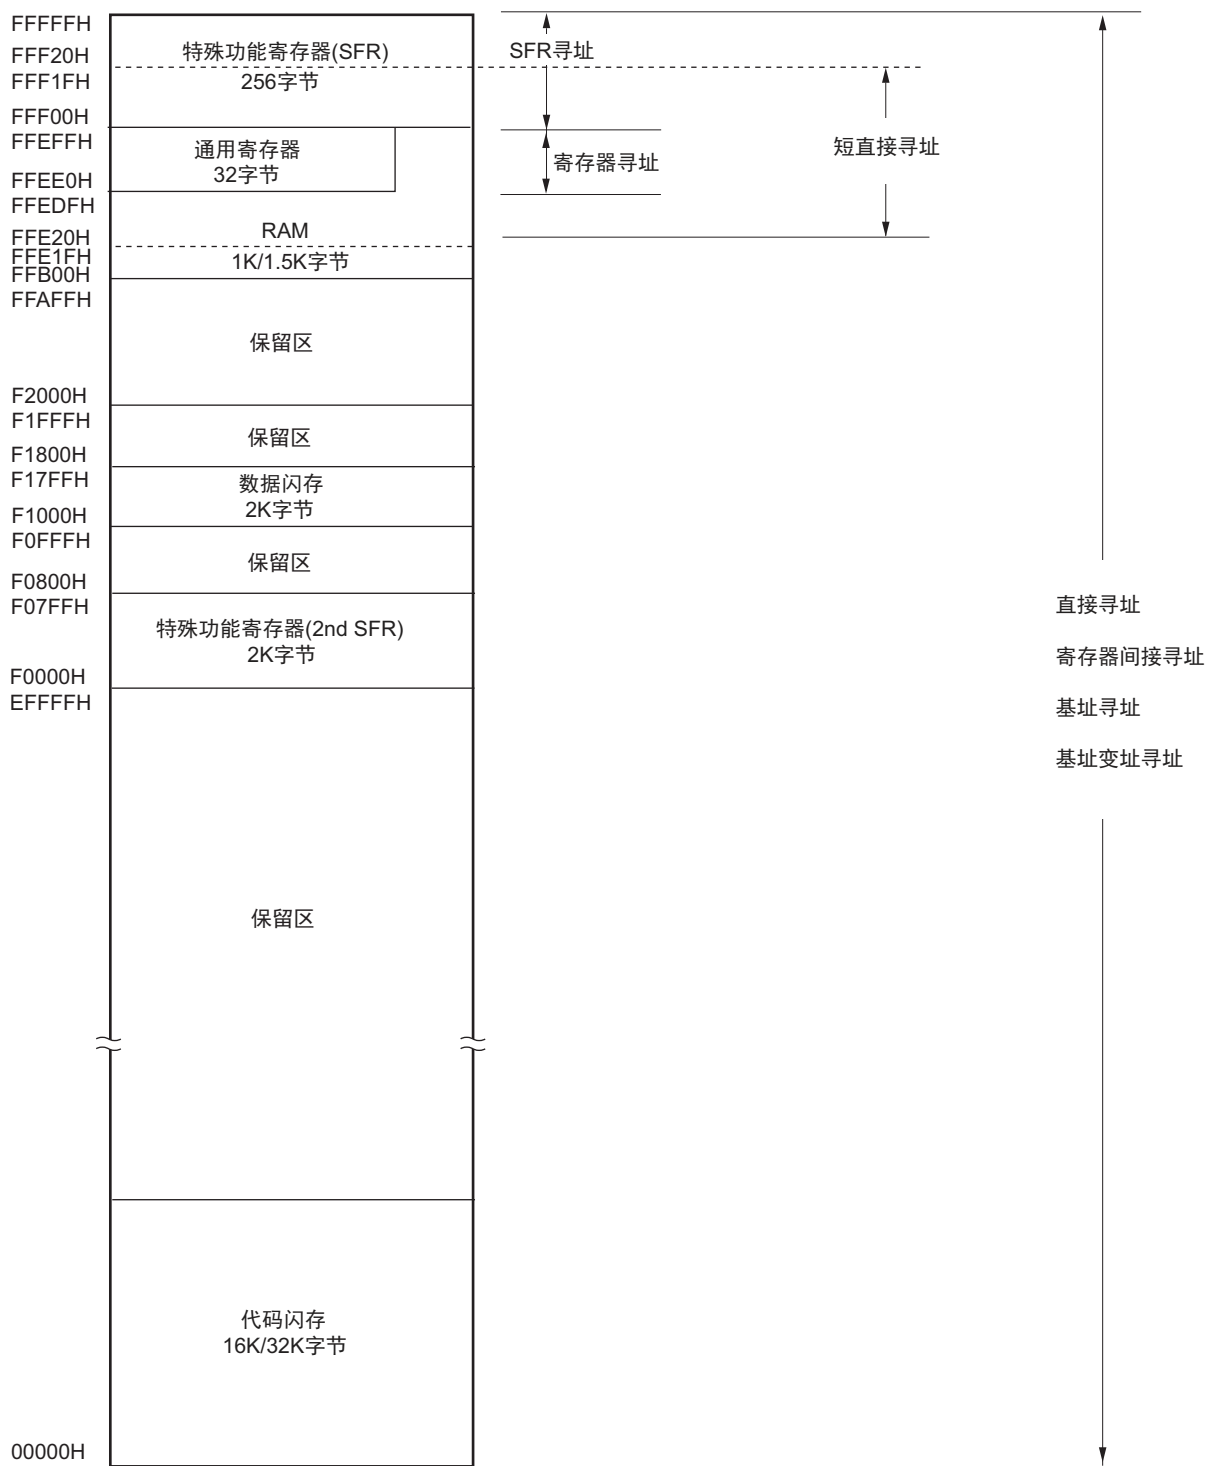 FFFFFH
FFF20H
特殊功能寄存器(SFR)
SFR寻址
FFF1FH
256字节
FFF00H
FFEFFH
通用寄存器
32字节
寄存器寻址
短直接寻址
FFEE0H
FFEDFH
FFE20H
RAM
FFE1FH
1K/1.5K字节
FFB00H
FFAFFH
保留区
F2000H
F1FFFH
保留区
F1800H
F17FFH
数据闪存
2K字节
F1000H
F0FFFH
保留区
F0800H
F07FFH
特殊功能寄存器(2nd SFR)
2K字节
F0000H
EFFFFH
直接寻址
寄存器间接寻址
基址寻址
基址变址寻址
保留区
代码闪存
16K/32K字节
00000H